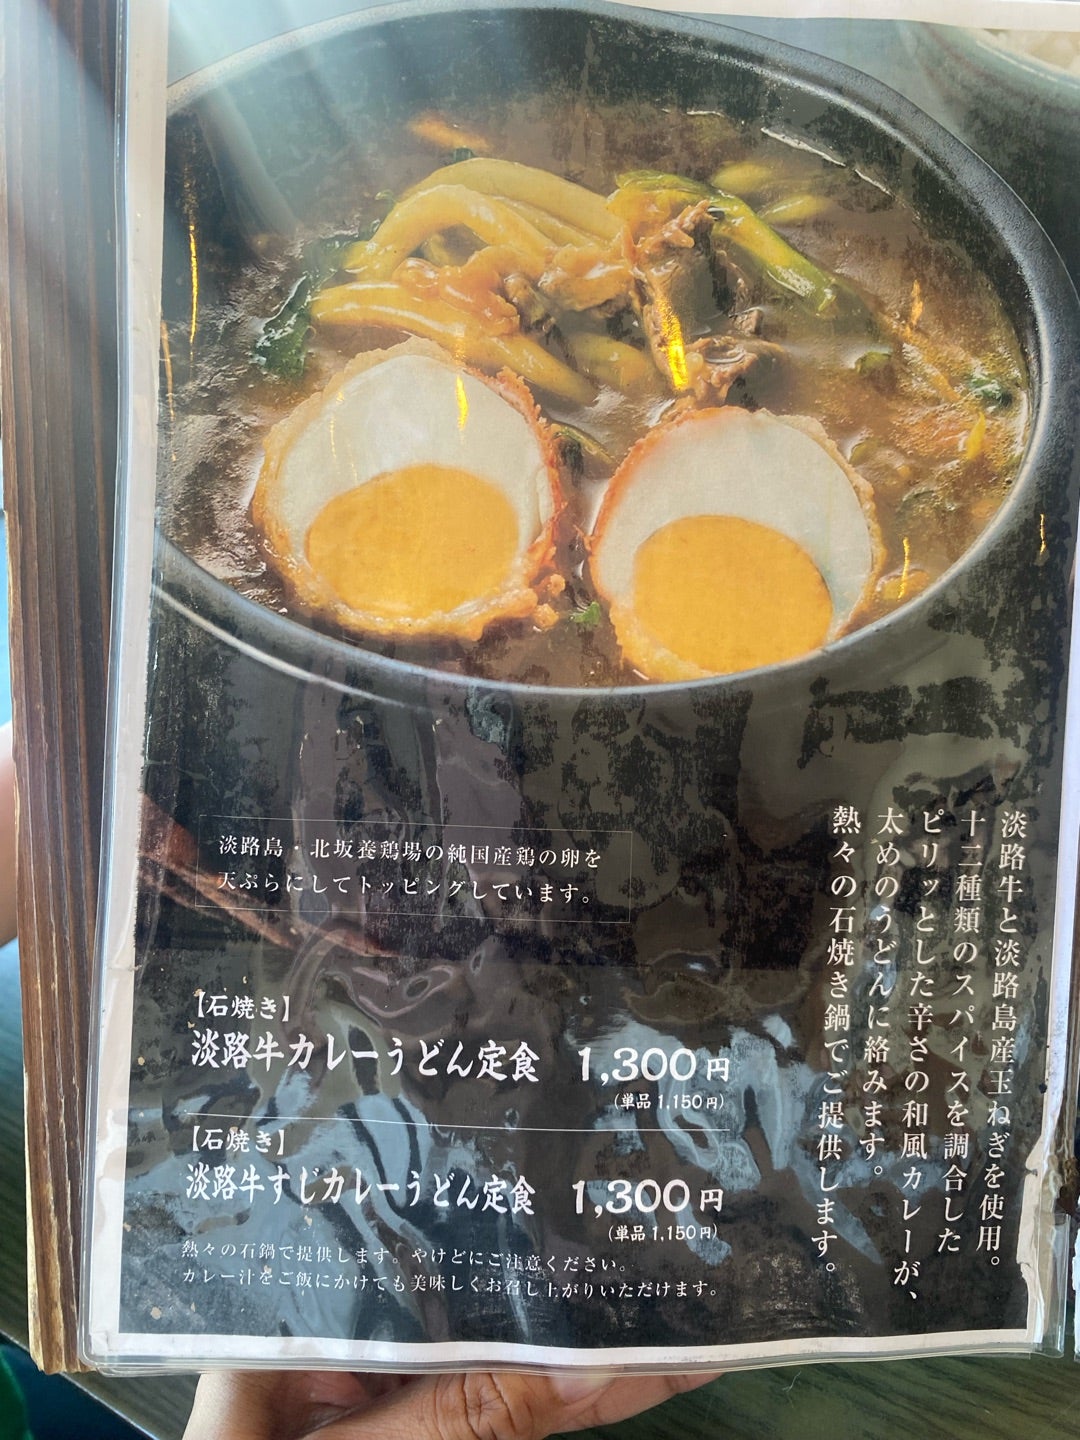 淡路牛と淡路島産玉ねぎを使用。
十二種類のスパイスを調合した
ピリッとした辛さの和風カレーが、
太めのうどんに絡みます。
熱々の石焼き鍋でご提供します。
淡路島・北坂養鶏場の純国産鶏の卵を
天ぷらにしてトッピングしています。
【石焼き】
淡路牛カレーうどん定食 1,300円
(単品 1,150円)
【石焼き】
淡路牛すじカレーうどん定食 1,300円
(単品 1,150円)
熱々の石鍋で提供します。やけどにご注意ください。
カレー汁をご飯にかけても美味しくお召し上がりいただけます。